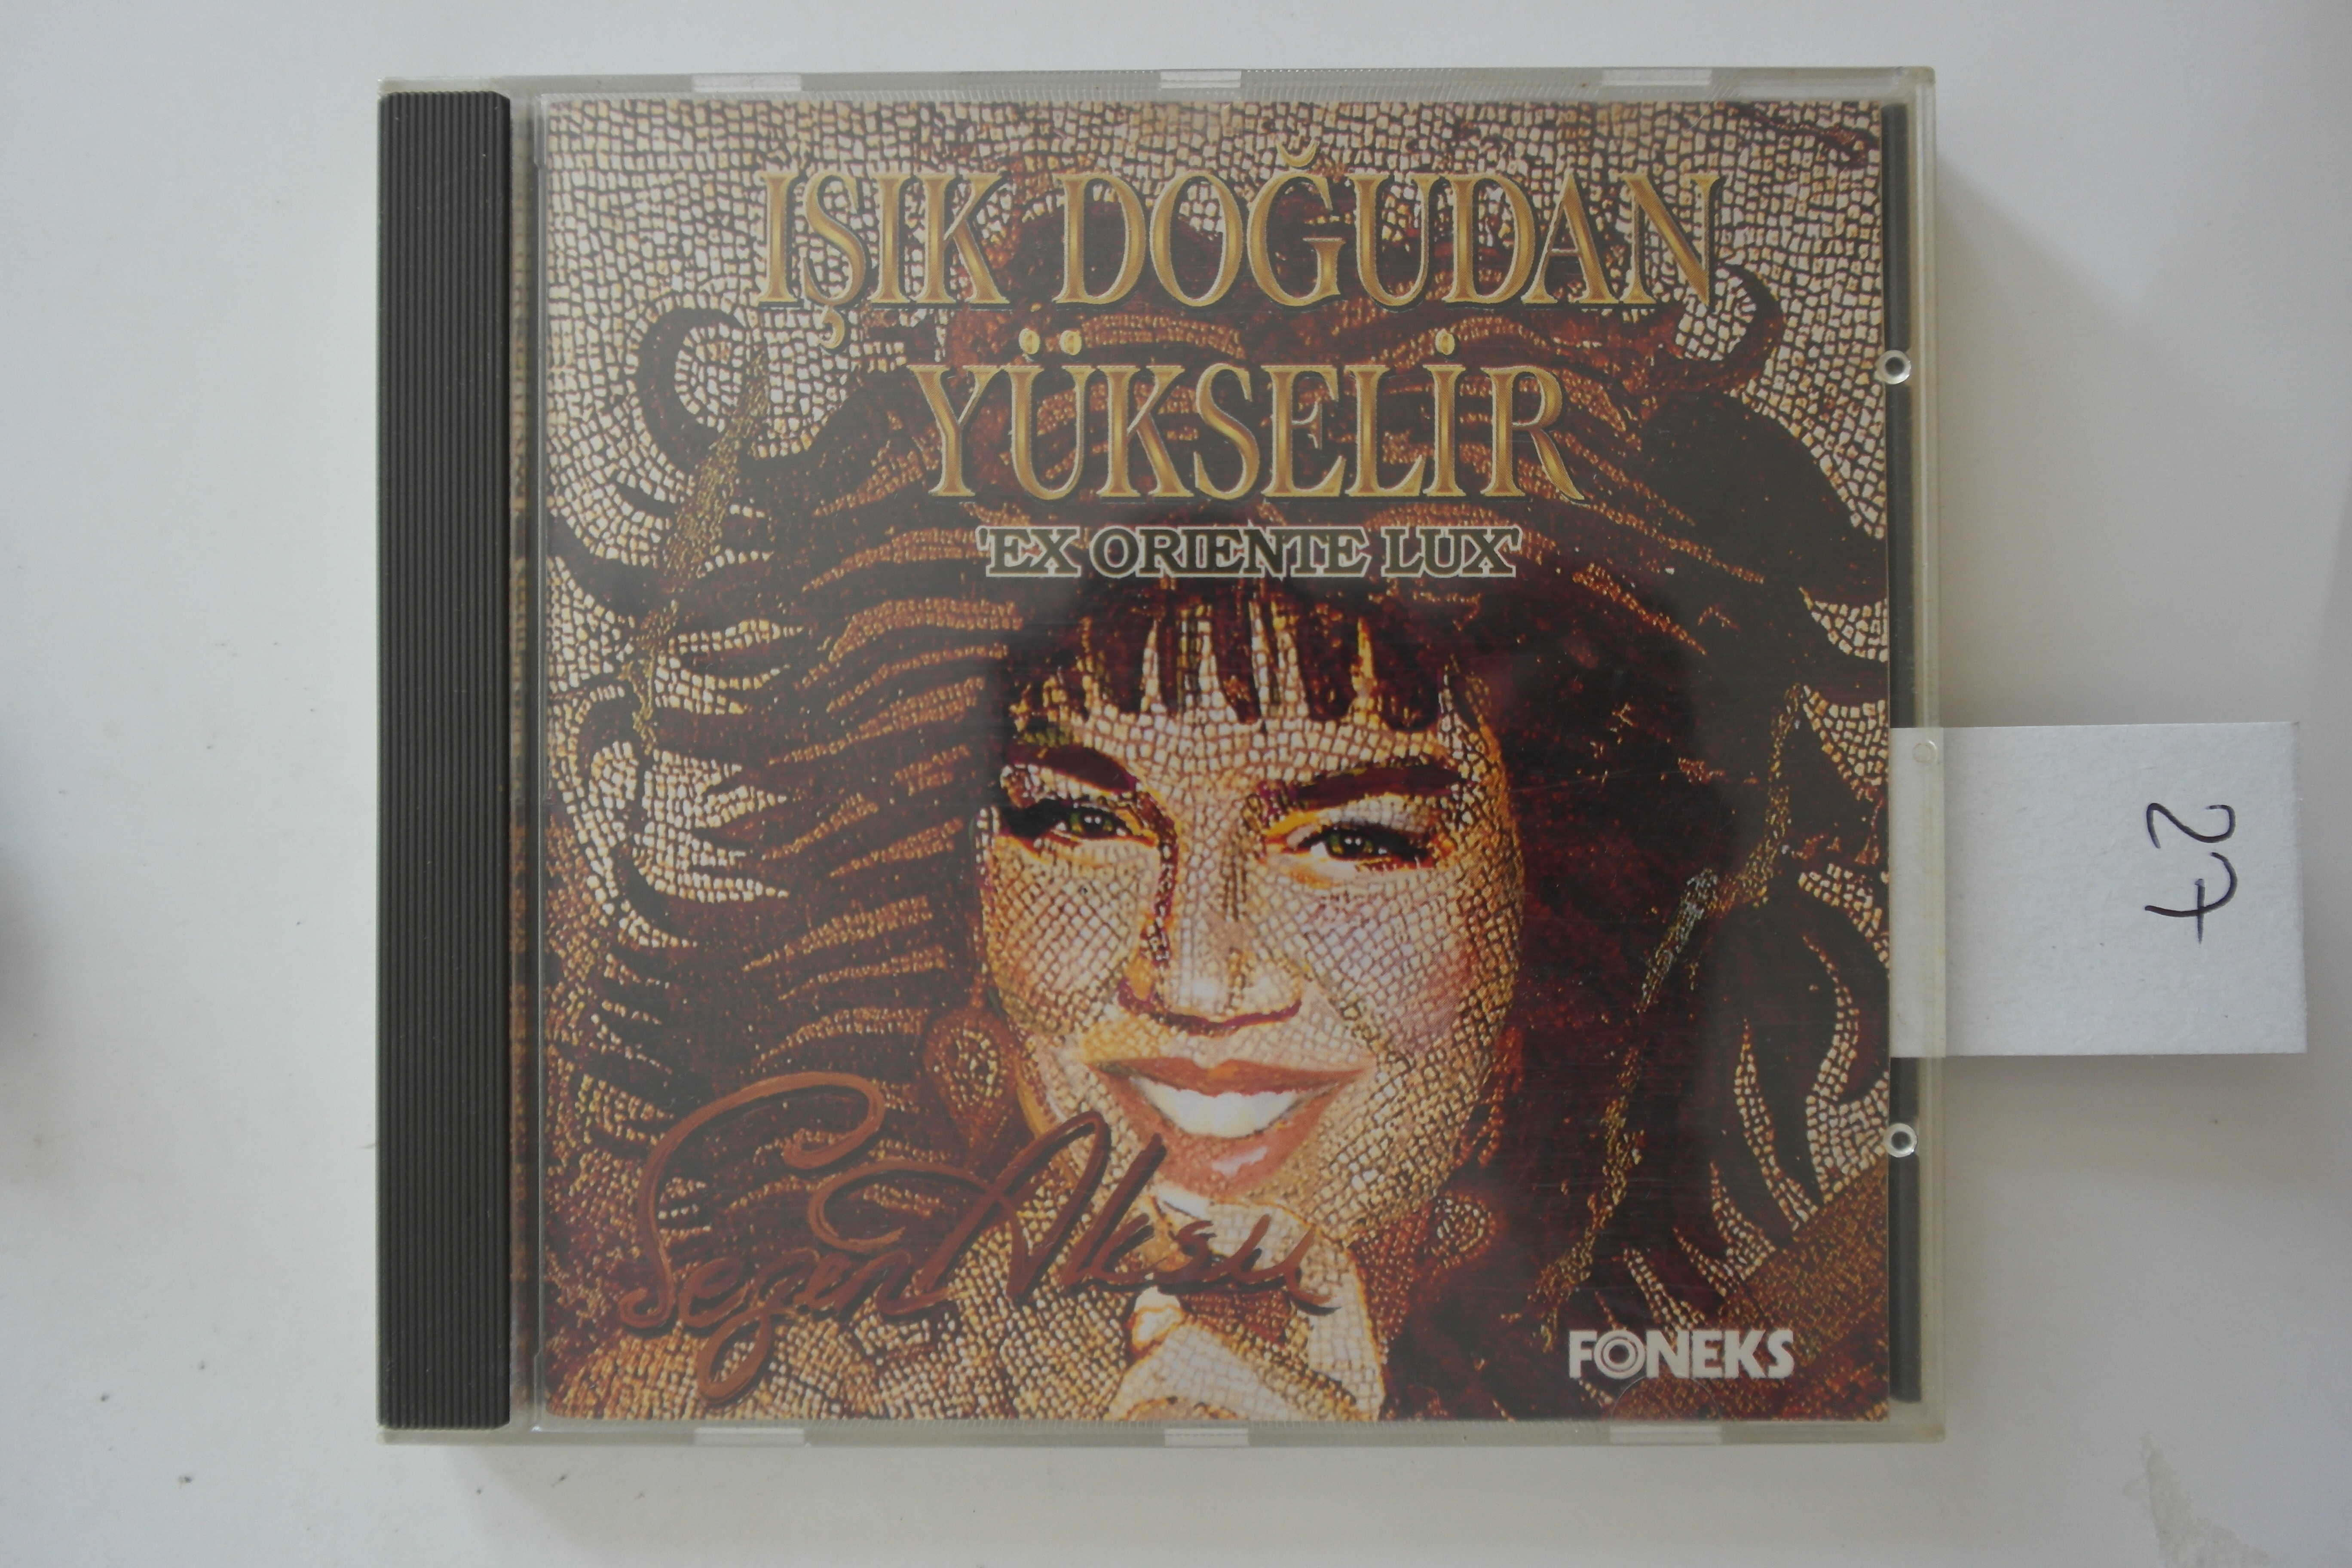 IŞIK DOĞUDAN
YÜKSELİR
'EX ORIENTE LUX'
Sezen Aksu
FONEKS
27